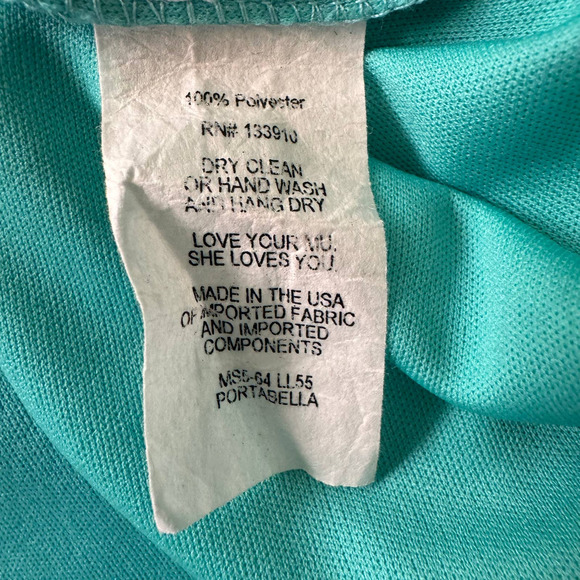 100% Polyester
RN# 133910
DRY CLEAN
OR HAND WASH
AND HANG DRY
LOVE YOUR MU.
SHE LOVES YOU.
MADE IN THE USA
OF IMPORTED FABRIC
AND IMPORTED
COMPONENTS
MS5-64 LL55
PORTABELLA